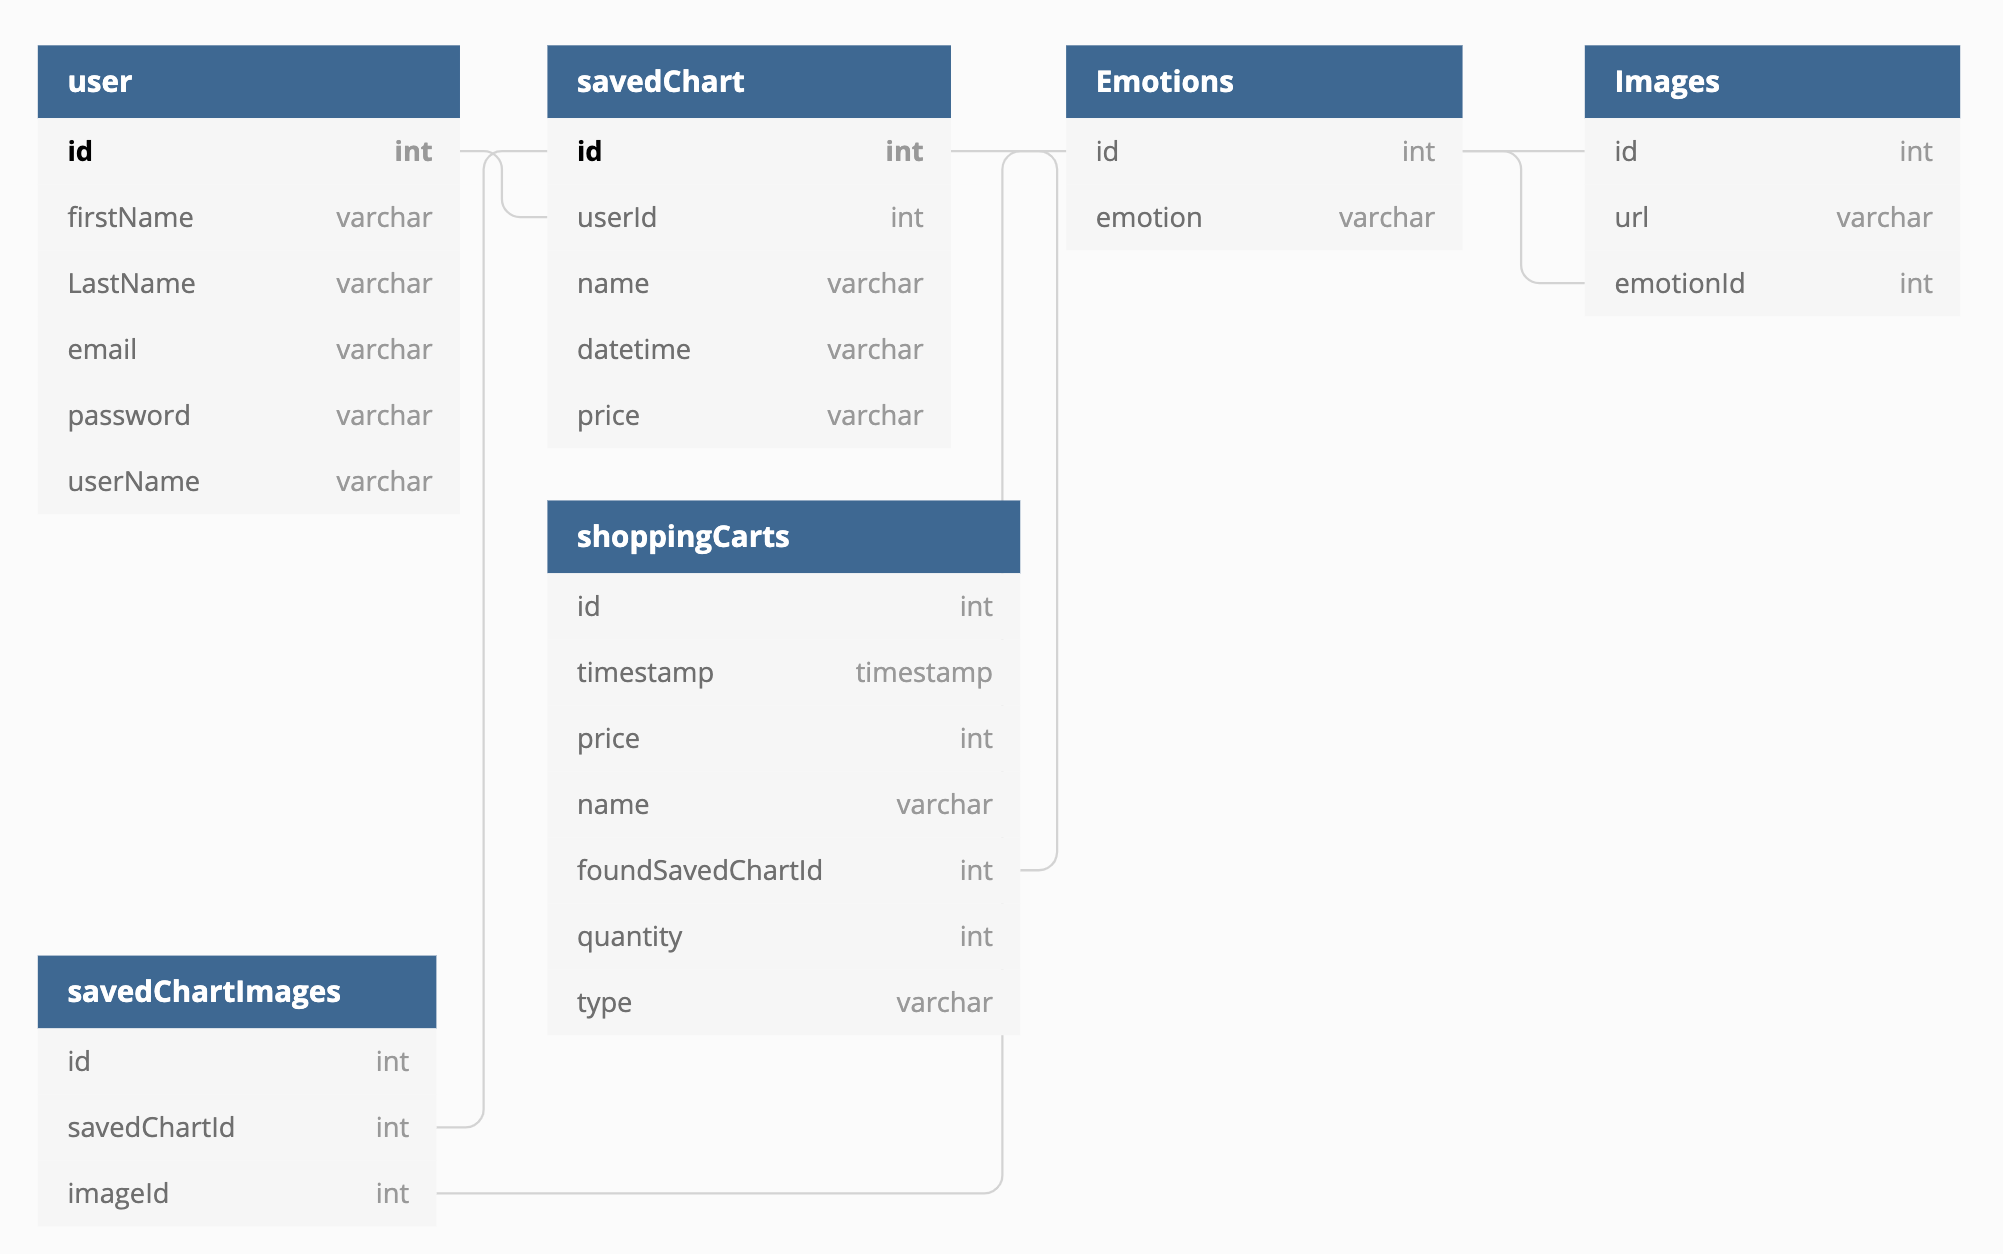 user
id int
firstName varchar
LastName varchar
email varchar
password varchar
userName varchar
savedChart
id int
userId int
name varchar
datetime varchar
price varchar
Emotions
id int
emotion varchar
Images
id int
url varchar
emotionId int
shoppingCarts
id int
timestamp timestamp
price int
name varchar
foundSavedChartId int
quantity int
type varchar
savedChartImages
id int
savedChartId int
imageId int